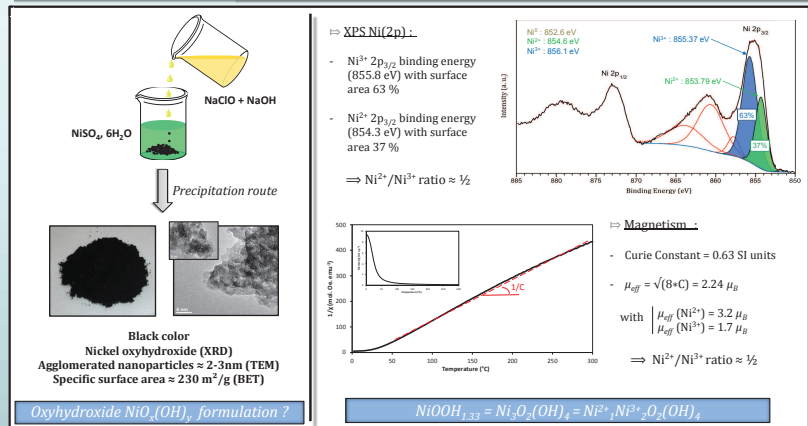 NaClO + NaOH
NiSO₄, 6H₂O
Precipitation route
Black color
Nickel oxyhydroxide (XRD)
Agglomerated nanoparticles ≈ 2-3nm (TEM)
Specific surface area ≈ 230 m²/g (BET)
Oxyhydroxide NiOₓ(OH)ᵧ formulation ?
⇨ XPS Ni(2p) :
- Ni³⁺ 2p₃/₂ binding energy
(855.8 eV) with surface
area 63 %
- Ni²⁺ 2p₃/₂ binding energy
(854.3 eV) with surface
area 37 %
⟹ Ni²⁺/Ni³⁺ ratio ≈ ½
Ni⁰ : 852.6 eV
Ni²⁺ : 854.6 eV
Ni³⁺ : 856.1 eV
Ni 2p₃/₂
Ni³⁺ : 855.37 eV
Ni²⁺ : 853.79 eV
Ni 2p₁/₂
63%
37%
Intensity (a. u.)
885 880 875 870 865 860 855 850
Binding Energy (eV)
500
400
300
200
100
0
1/χ(mol. Oe. emu⁻¹)
1/C
0 50 100 150 200 250 300
Temperature (°C)
⇨ Magnetism :
- Curie Constant = 0.63 SI units
- μeff = √(8*C) = 2.24 μB
with | μeff (Ni²⁺) = 3.2 μB
μeff (Ni³⁺) = 1.7 μB
⟹ Ni²⁺/Ni³⁺ ratio ≈ ½
NiOOH₁.₃₃ = Ni₃O₂(OH)₄ = Ni²⁺₁Ni³⁺₂O₂(OH)₄